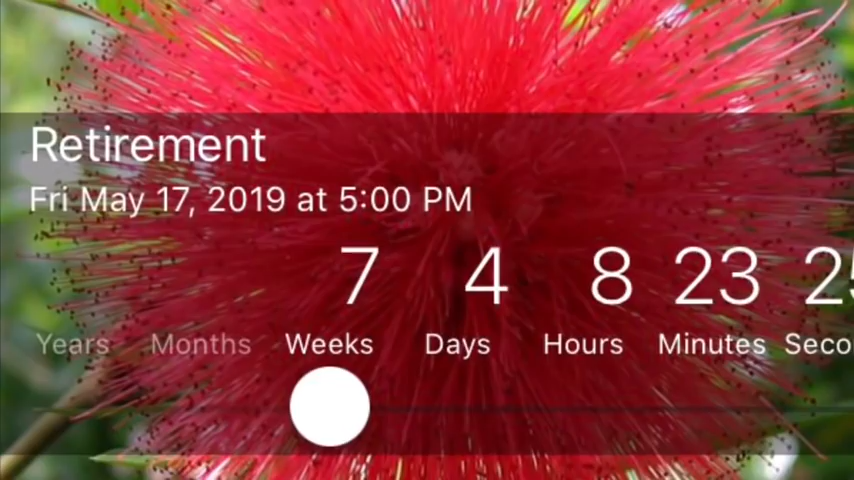 Retirement
Fri May 17, 2019 at 5:00 PM
7 4 8 23
Years Months Weeks Days Hours Minutes